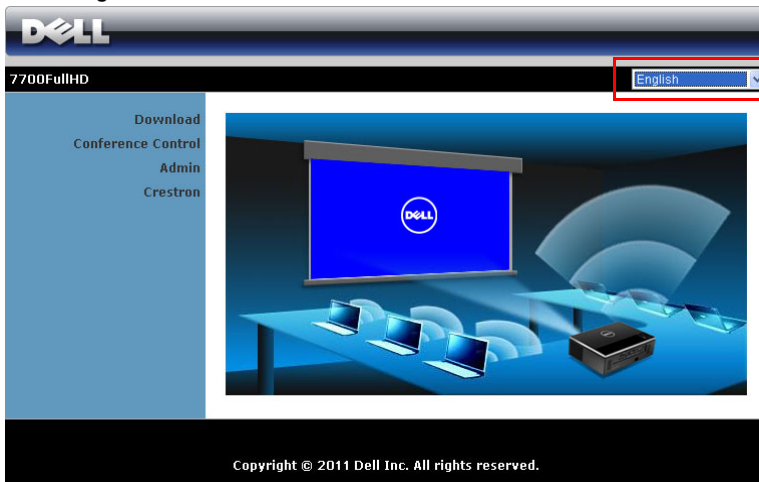 DELL
7700FullHD
English
Download
Conference Control
Admin
Crestron
DELL
Copyright © 2011 Dell Inc. All rights reserved.